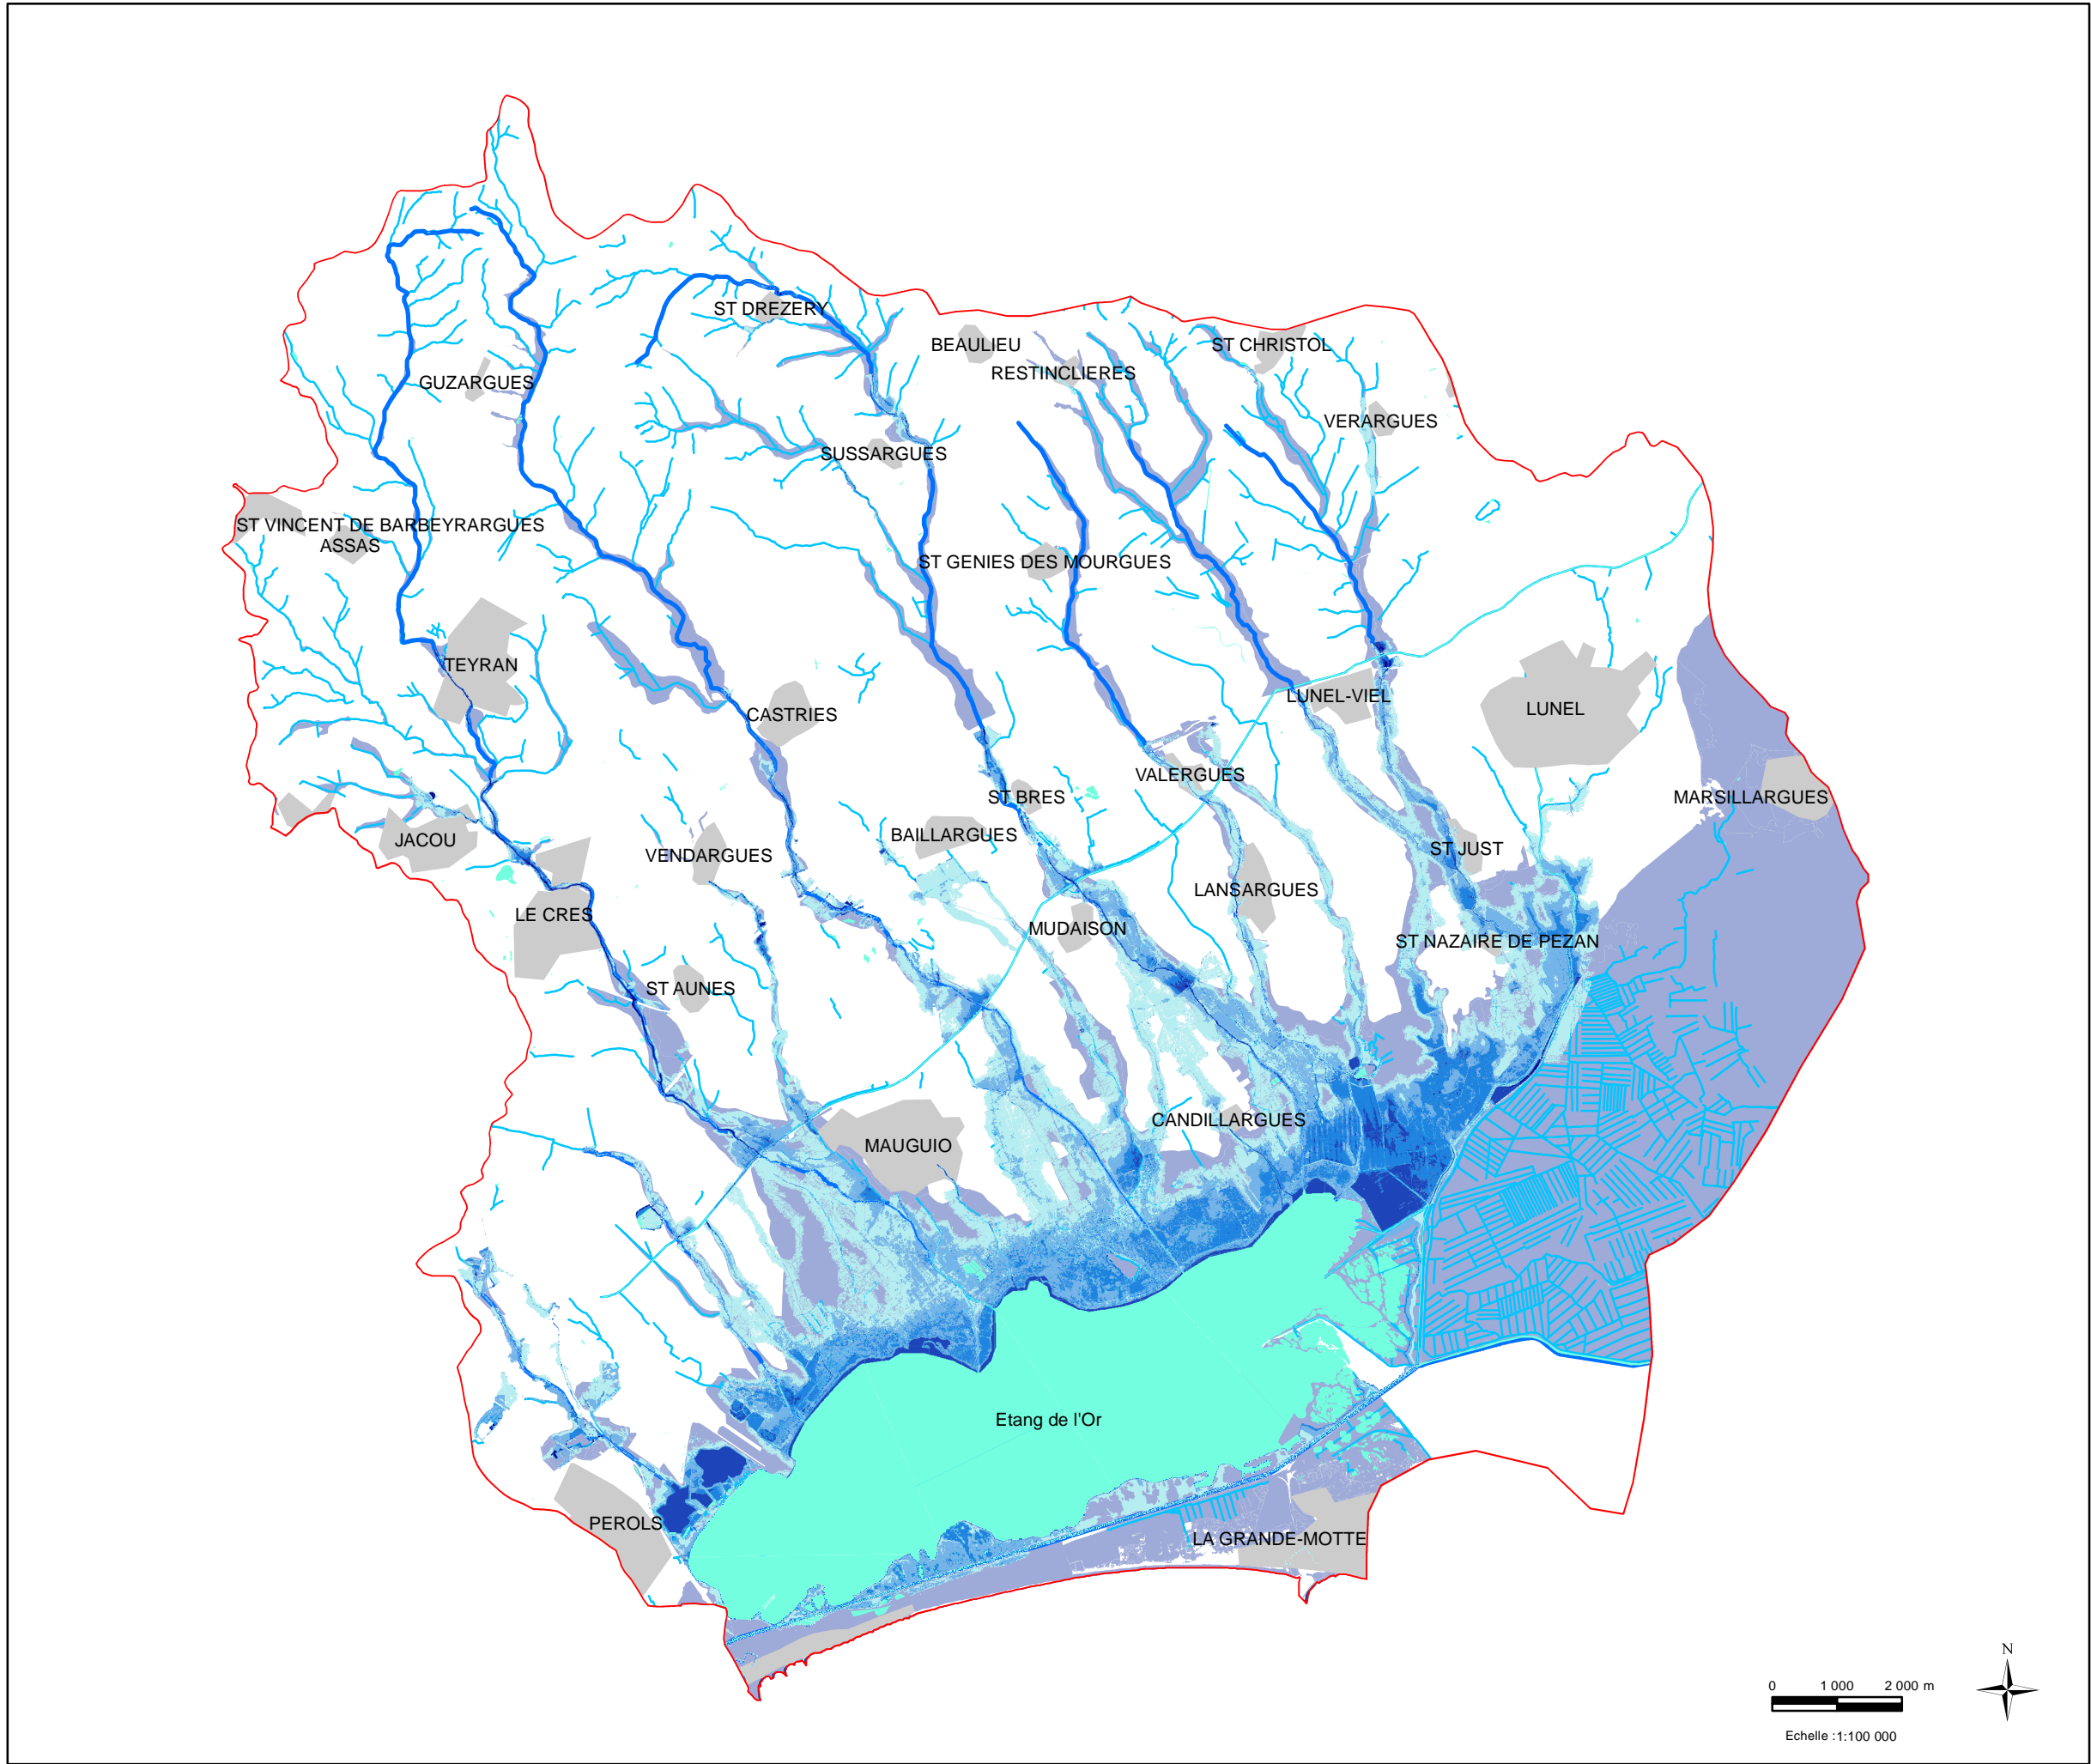 ST DREZERY
BEAULIEU
ST CHRISTOL
RESTINCLIERES
GUZARGUES
VERARGUES
SUSSARGUES
ST VINCENT DE BARBEYRARGUES
ASSAS
ST GENIES DES MOURGUES
TEYRAN
LUNEL-VIEL
LUNEL
CASTRIES
VALERGUES
ST BRES
MARSILLARGUES
BAILLARGUES
JACOU
VENDARGUES
ST JUST
LANSARGUES
LE CRES
MUDAISON
ST NAZAIRE DE PEZAN
ST AUNES
CANDILLARGUES
MAUGUIO
Etang de l'Or
PEROLS
LA GRANDE-MOTTE
N
0 1 000 2 000 m
Echelle :1:100 000